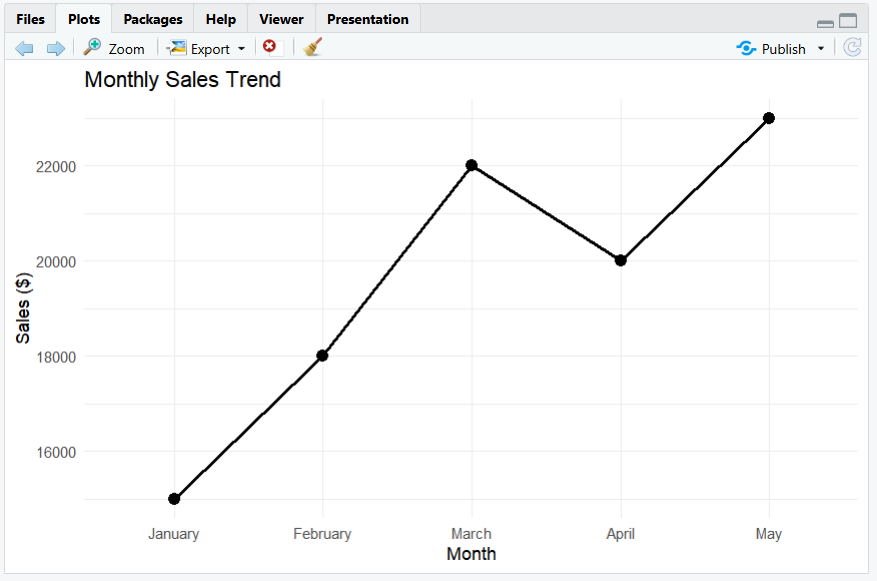 Files Plots Packages Help Viewer Presentation
Zoom Export Publish
Monthly Sales Trend
22000
20000
18000
16000
Sales ($)
January February March April May
Month